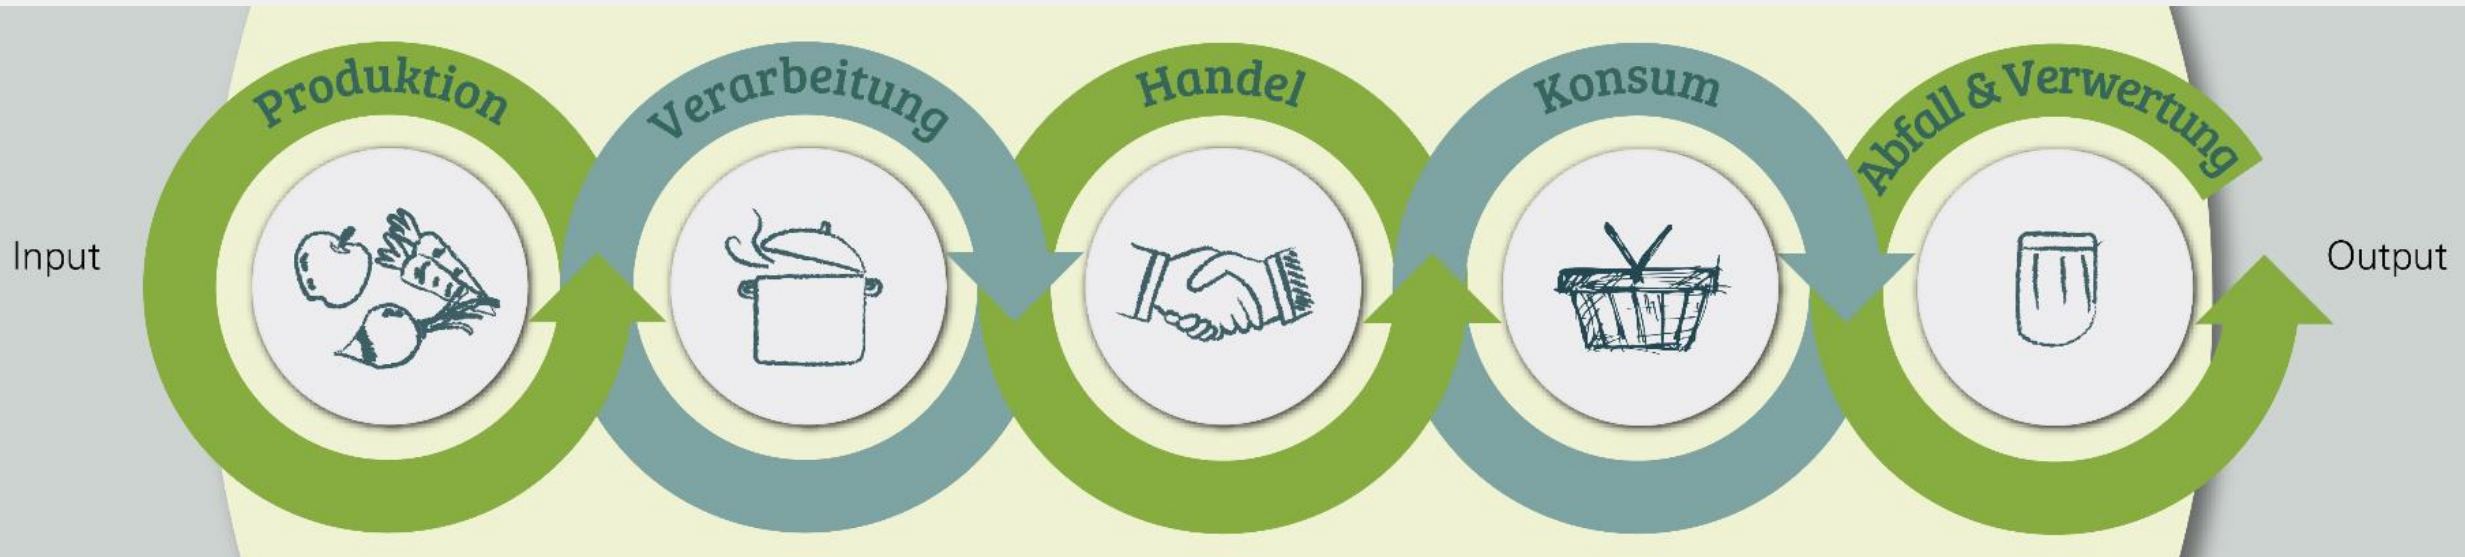 Produktion
Verarbeitung
Handel
Konsum
Abfall & Verwertung
Input
Output